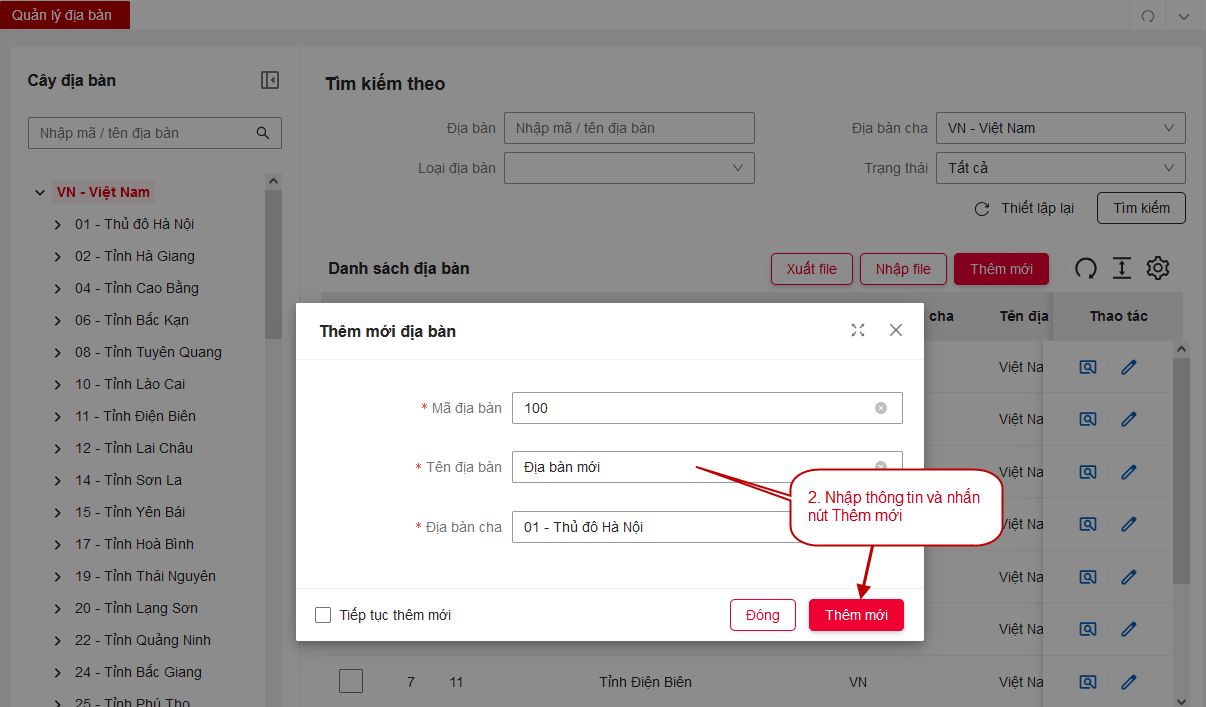 Quản lý địa bàn
Cây địa bàn
Nhập mã / tên địa bàn
VN - Việt Nam
01 - Thủ đô Hà Nội
02 - Tỉnh Hà Giang
04 - Tỉnh Cao Bằng
06 - Tỉnh Bắc Kạn
08 - Tỉnh Tuyên Quang
10 - Tỉnh Lào Cai
11 - Tỉnh Điện Biên
12 - Tỉnh Lai Châu
14 - Tỉnh Sơn La
15 - Tỉnh Yên Bái
17 - Tỉnh Hoà Bình
19 - Tỉnh Thái Nguyên
20 - Tỉnh Lạng Sơn
22 - Tỉnh Quảng Ninh
24 - Tỉnh Bắc Giang
25 - Tỉnh Phú Thọ
Tìm kiếm theo
Địa bàn Nhập mã / tên địa bàn Địa bàn cha VN - Việt Nam
Loại địa bàn Trạng thái Tất cả
Thiết lập lại Tìm kiếm
Danh sách địa bàn Xuất file Nhập file Thêm mới
cha Tên địa Thao tác
Việt Na
Việt Na
Việt Na
Việt Na
Việt Na
Việt Na
7 11 Tỉnh Điện Biên VN Việt Na
Thêm mới địa bàn
* Mã địa bàn 100
* Tên địa bàn Địa bàn mới
* Địa bàn cha 01 - Thủ đô Hà Nội
2. Nhập thông tin và nhấn
nút Thêm mới
Tiếp tục thêm mới Đóng Thêm mới